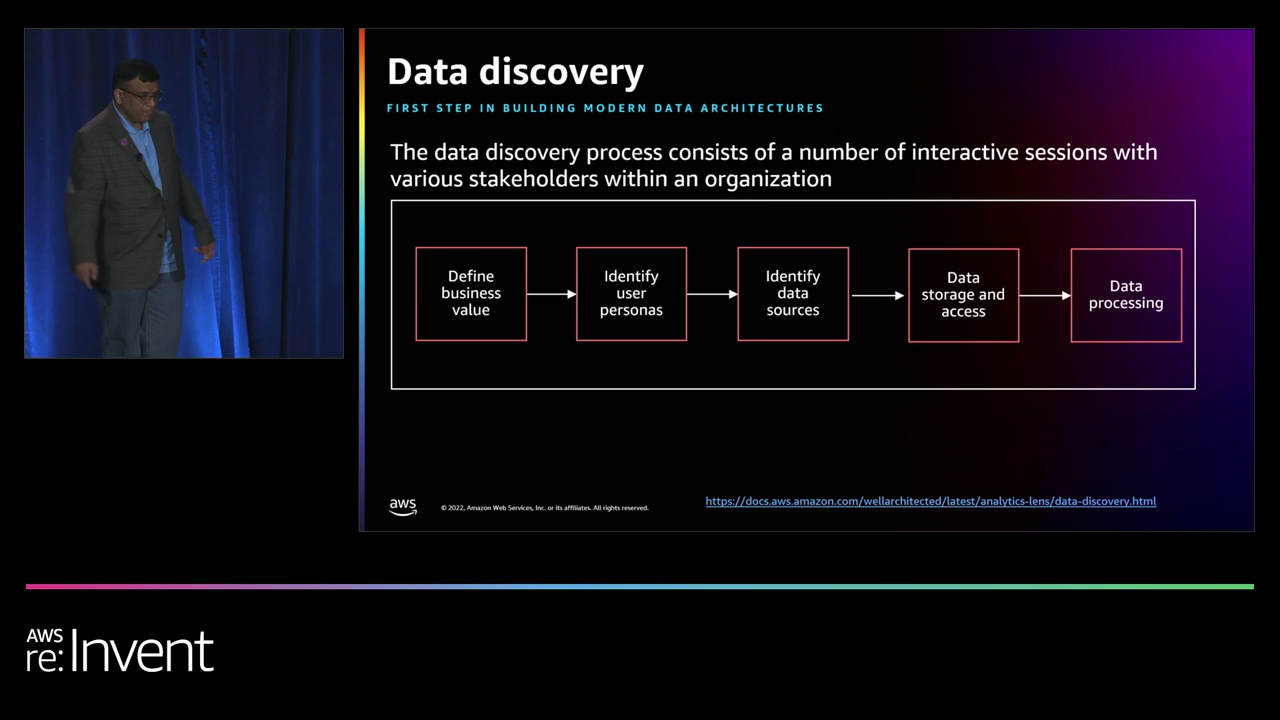 Data discovery
FIRST STEP IN BUILDING MODERN DATA ARCHITECTURES
The data discovery process consists of a number of interactive sessions with
various stakeholders within an organization
Define
business
value
Identify
user
personas
Identify
data
sources
Data
storage and
access
Data
processing
aws
© 2022, Amazon Web Services, Inc. or its affiliates. All rights reserved.
https://docs.aws.amazon.com/wellarchitected/latest/analytics-lens/data-discovery.html
AWS
re:Invent